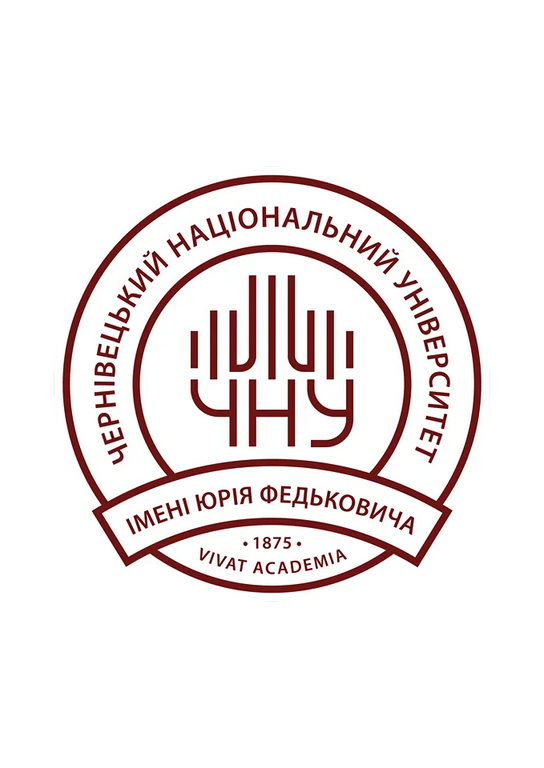 ЧЕРНІВЕЦЬКИЙ НАЦІОНАЛЬНИЙ УНІВЕРСИТЕТ
ЧНУ
ІМЕНІ ЮРІЯ ФЕДЬКОВИЧА
• 1875 •
VIVAT ACADEMIA